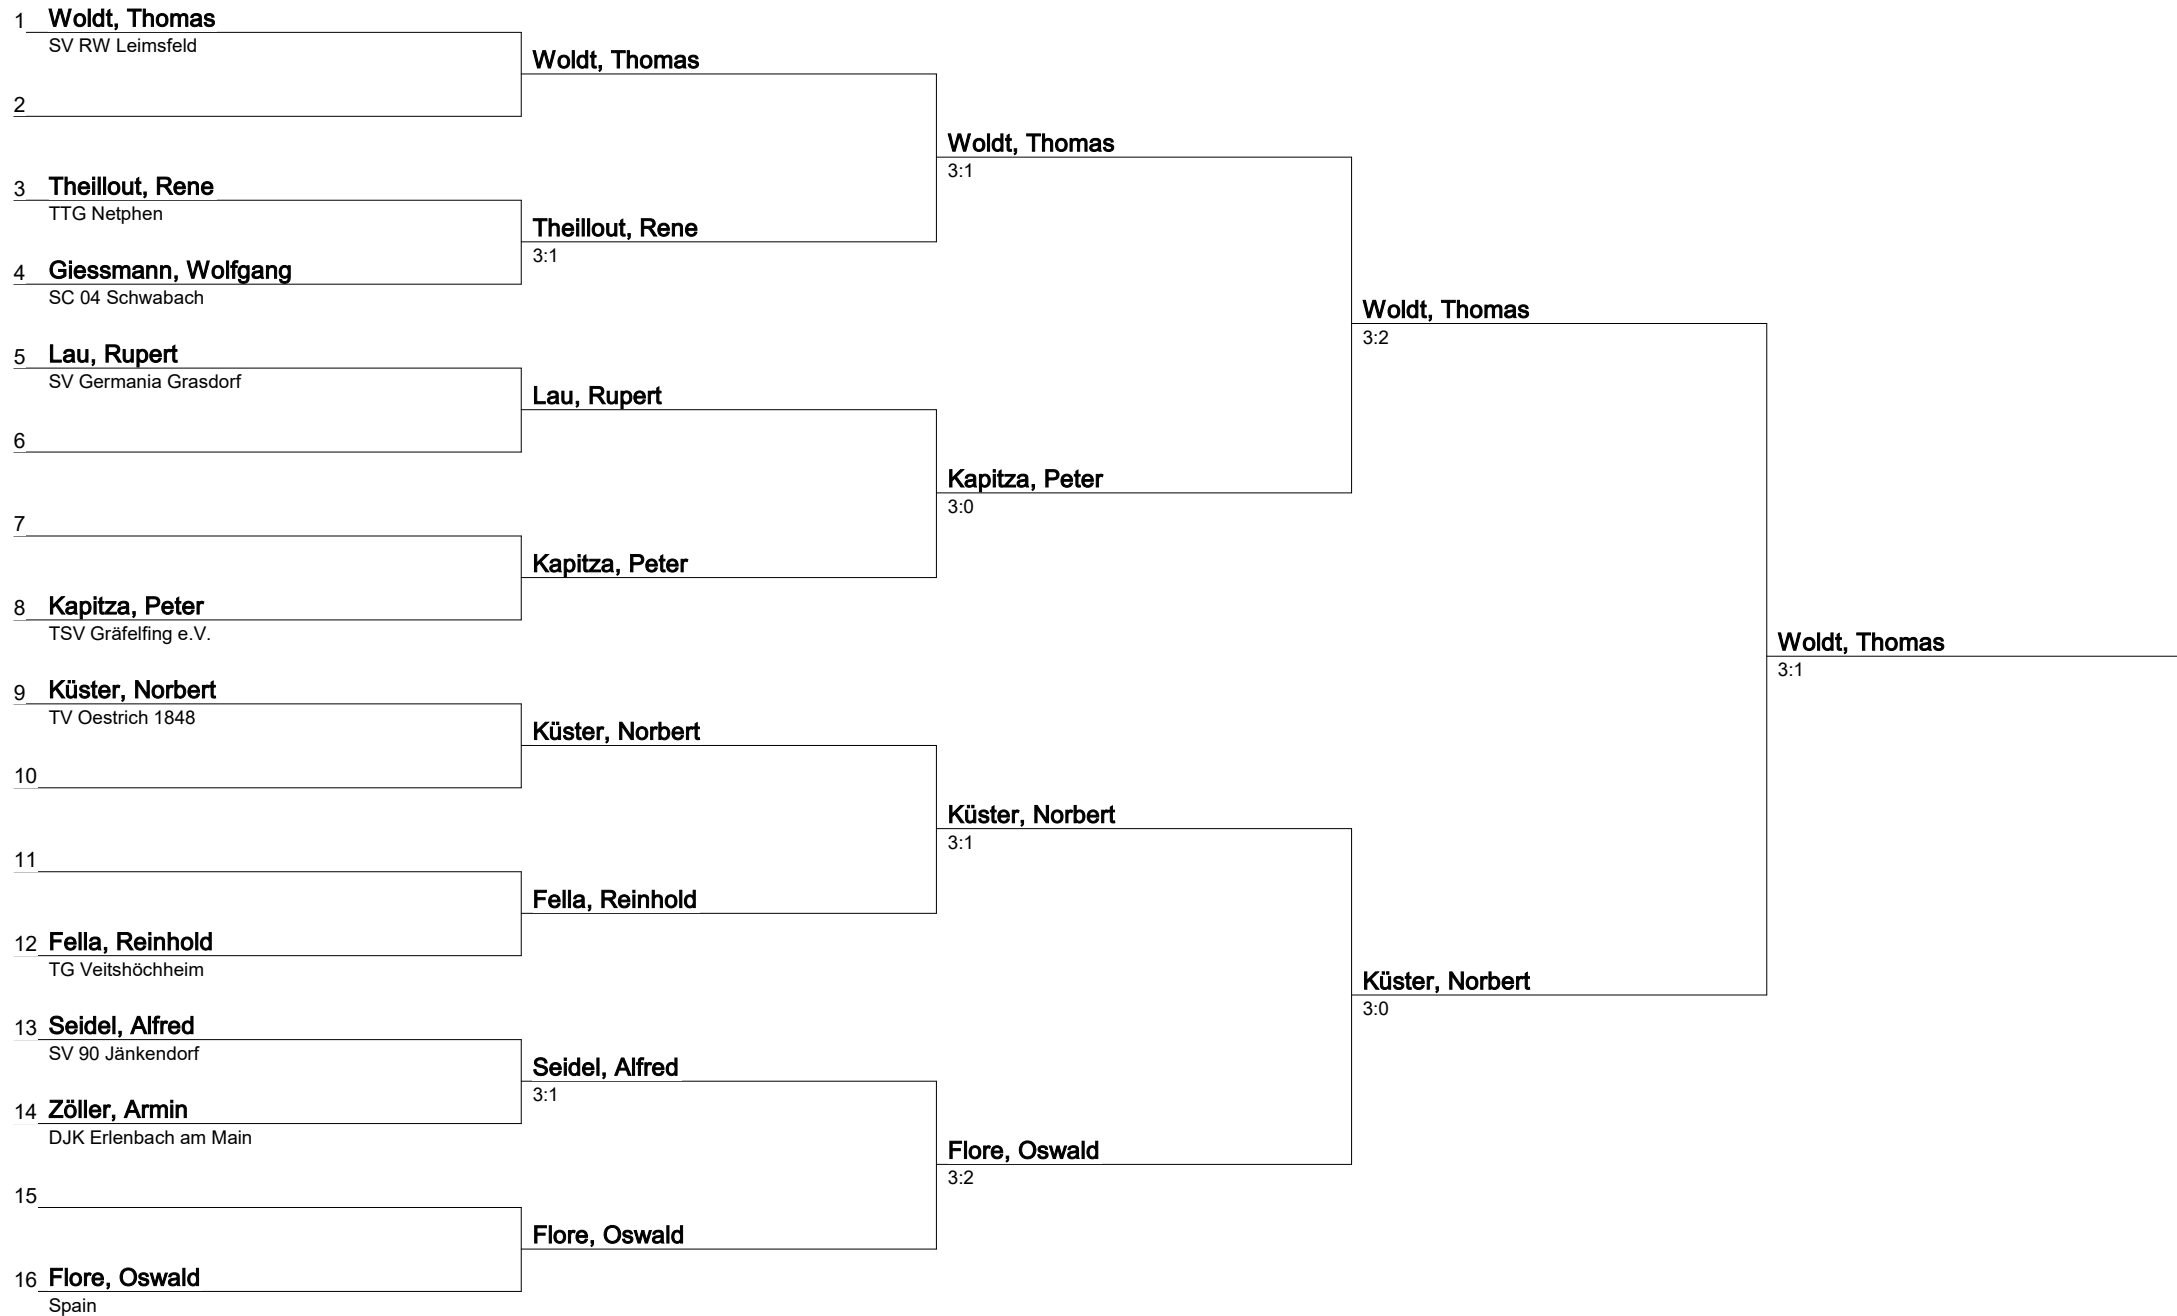 1 Woldt, Thomas
SV RW Leimsfeld
Woldt, Thomas
2
Woldt, Thomas
3:1
3 Theillout, Rene
TTG Netphen
Theillout, Rene
3:1
4 Giessmann, Wolfgang
SC 04 Schwabach
Woldt, Thomas
3:2
5 Lau, Rupert
SV Germania Grasdorf
Lau, Rupert
6
Kapitza, Peter
3:0
7
Kapitza, Peter
8 Kapitza, Peter
TSV Gräfelfing e.V.
Woldt, Thomas
3:1
9 Küster, Norbert
TV Oestrich 1848
Küster, Norbert
10
Küster, Norbert
3:1
11
Fella, Reinhold
12 Fella, Reinhold
TG Veitshöchheim
Küster, Norbert
3:0
13 Seidel, Alfred
SV 90 Jänkendorf
Seidel, Alfred
3:1
14 Zöller, Armin
DJK Erlenbach am Main
Flore, Oswald
3:2
15
Flore, Oswald
16 Flore, Oswald
Spain